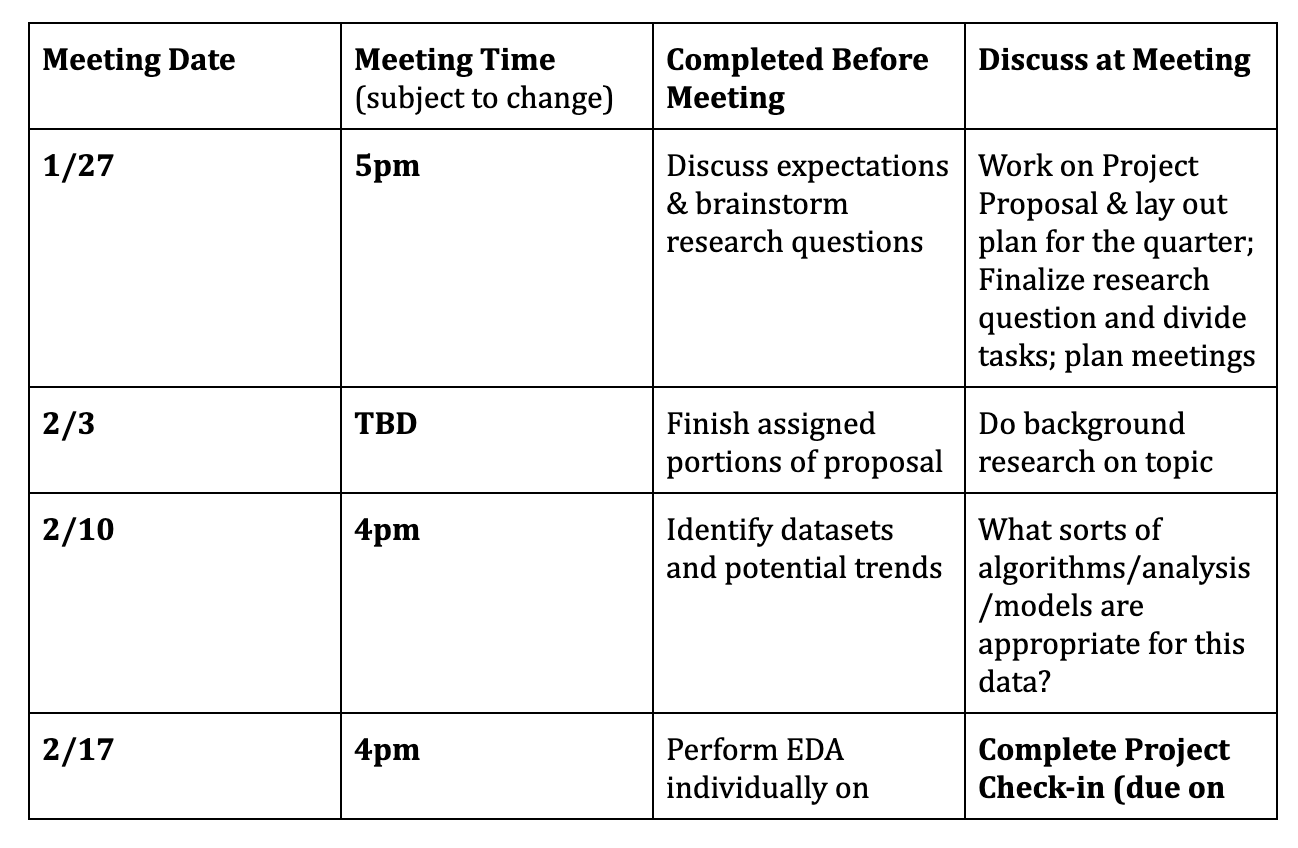 Meeting Date
Meeting Time
(subject to change)
Completed Before
Meeting
Discuss at Meeting
1/27
5pm
Discuss expectations
& brainstorm
research questions
Work on Project
Proposal & lay out
plan for the quarter;
Finalize research
question and divide
tasks; plan meetings
2/3
TBD
Finish assigned
portions of proposal
Do background
research on topic
2/10
4pm
Identify datasets
and potential trends
What sorts of
algorithms/analysis
/models are
appropriate for this
data?
2/17
4pm
Perform EDA
individually on
Complete Project
Check-in (due on